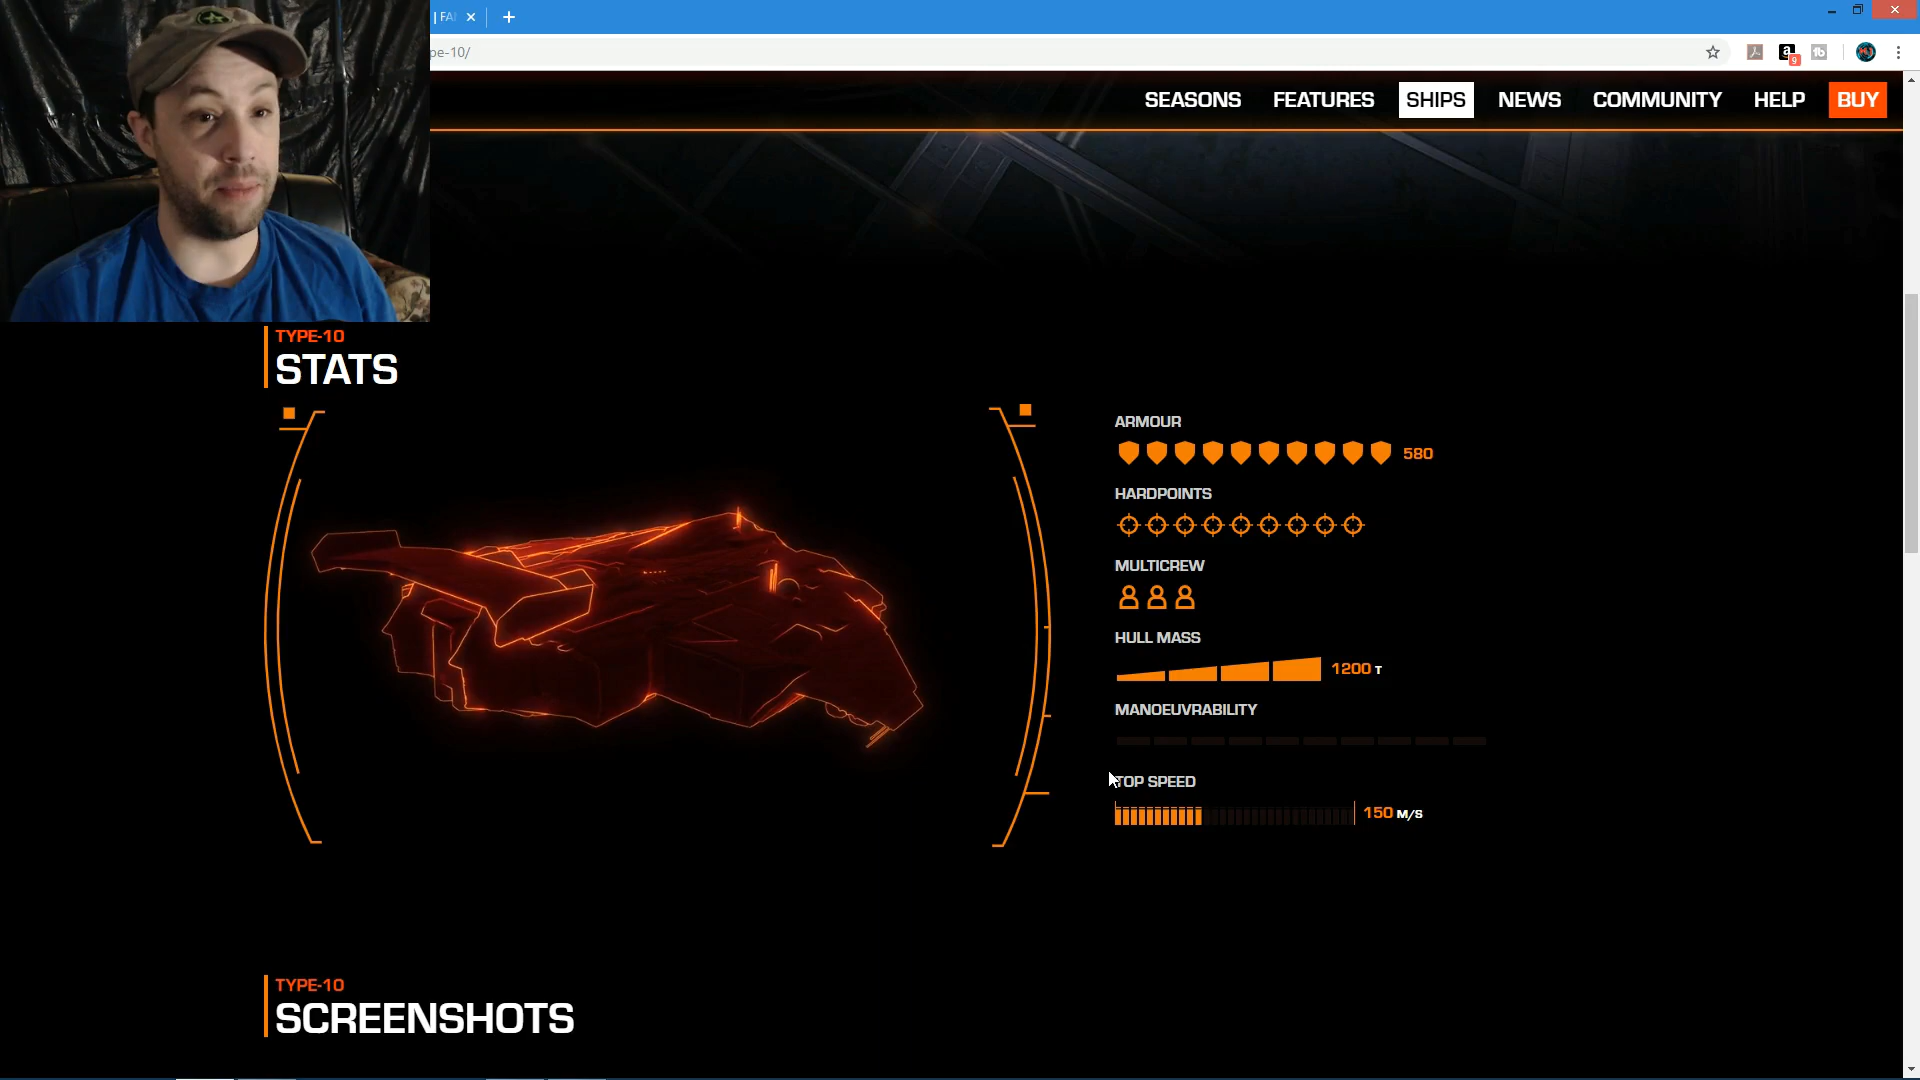 | FA
pe-10/
9
SEASONS FEATURES SHIPS NEWS COMMUNITY HELP BUY
TYPE-10
STATS
ARMOUR
580
HARDPOINTS
MULTICREW
HULL MASS
1200 T
MANOEUVRABILITY
TOP SPEED
150 M/S
TYPE-10
SCREENSHOTS